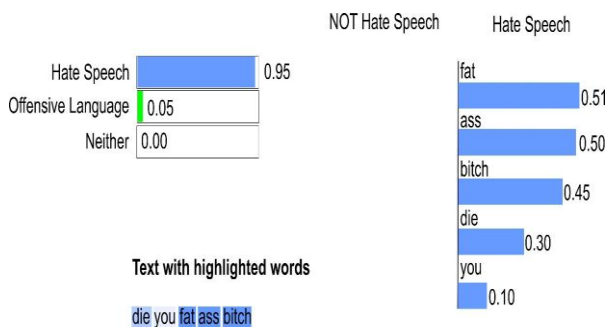 NOT Hate Speech Hate Speech
Hate Speech 0.95
Offensive Language 0.05
Neither 0.00
fat
0.51
ass
0.50
bitch
0.45
die
0.30
you
0.10
Text with highlighted words
die you fat ass bitch